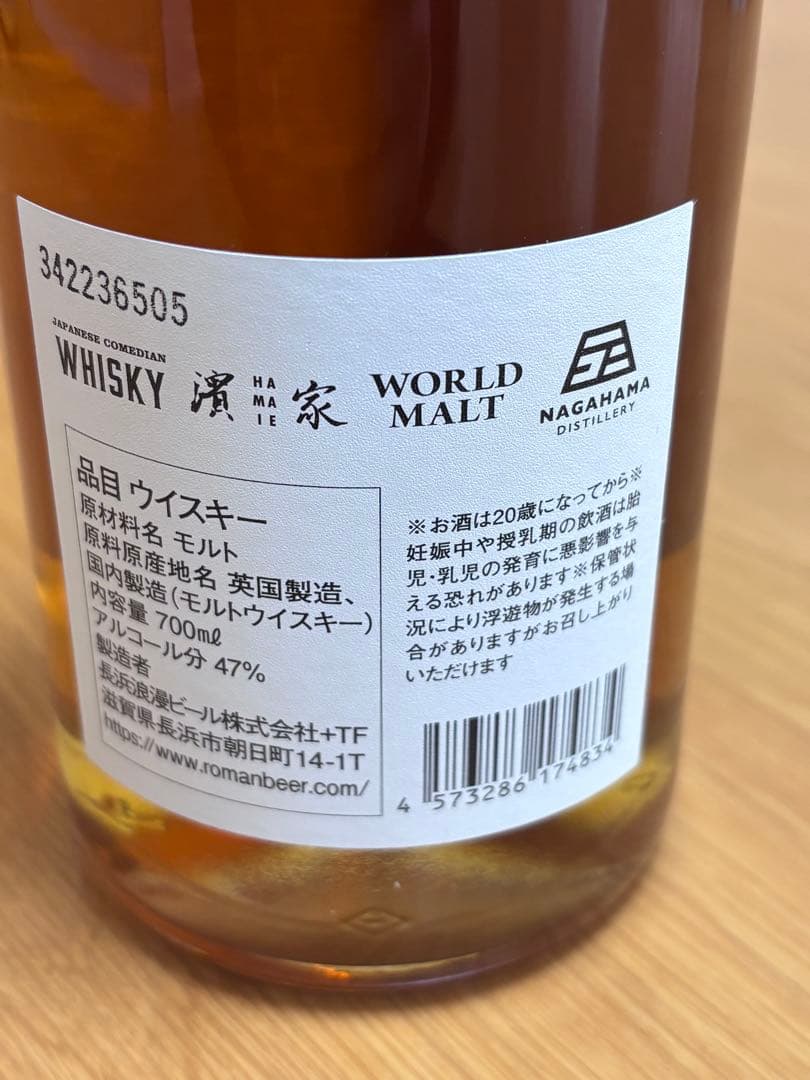 342236505
JAPANESE COMEDIAN
WHISKY
濱 HAMAIE 家
WORLD
MALT
NAGAHAMA
DISTILLERY
品目 ウイスキー
原材料名 モルト
原料原産地名 英国製造、
国内製造(モルトウイスキー)
内容量 700㎖
アルコール分 47%
製造者
長浜浪漫ビール株式会社+TF
滋賀県長浜市朝日町14-1T
https://www.romanbeer.com/
※お酒は20歳になってから※
妊娠中や授乳期の飲酒は胎
児・乳児の発育に悪影響を与
える恐れがあります※保管状
況により浮遊物が発生する場
合がありますがお召し上がり
いただけます
4 573286 174834